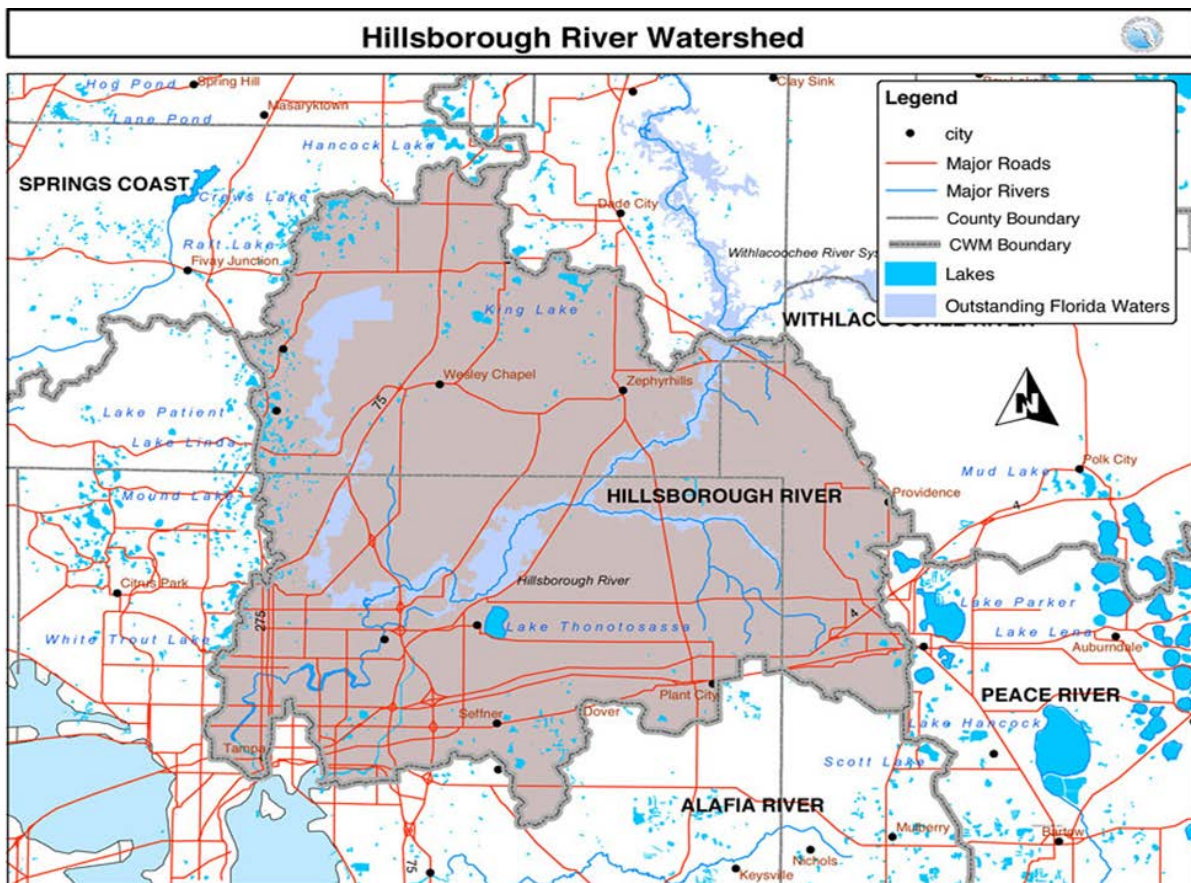 Hillsborough River Watershed
Hog Pond
Spring Hill
Clay Sink
Masaryktown
Lane Pond
Hancock Lake
Legend
city
Major Roads
Major Rivers
County Boundary
CWM Boundary
Lakes
Outstanding Florida Waters
SPRINGS COAST
Crews Lake
Dade City
Ralt Lake
Fivay Junction
Withlacoochee River Sys
King Lake
WITHLACOOCHEE RIVER
Wesley Chapel
Zephyrhills
75
N
Lake Patient
Lake Linda
Polk City
Mud Lake
Mound Lake
HILLSBOROUGH RIVER
Providence
4
Citrus Park
Hillsborough River
275
Lake Parker
4
White Trout Lake
Lake Thonotosassa
Lake Lena
Auburndale
Plant City
PEACE RIVER
Seffner
Dover
Lake Hancock
Tampa
Scott Lake
ALAFIA RIVER
Mulberry
Bartow
Nichols
75
Keysville